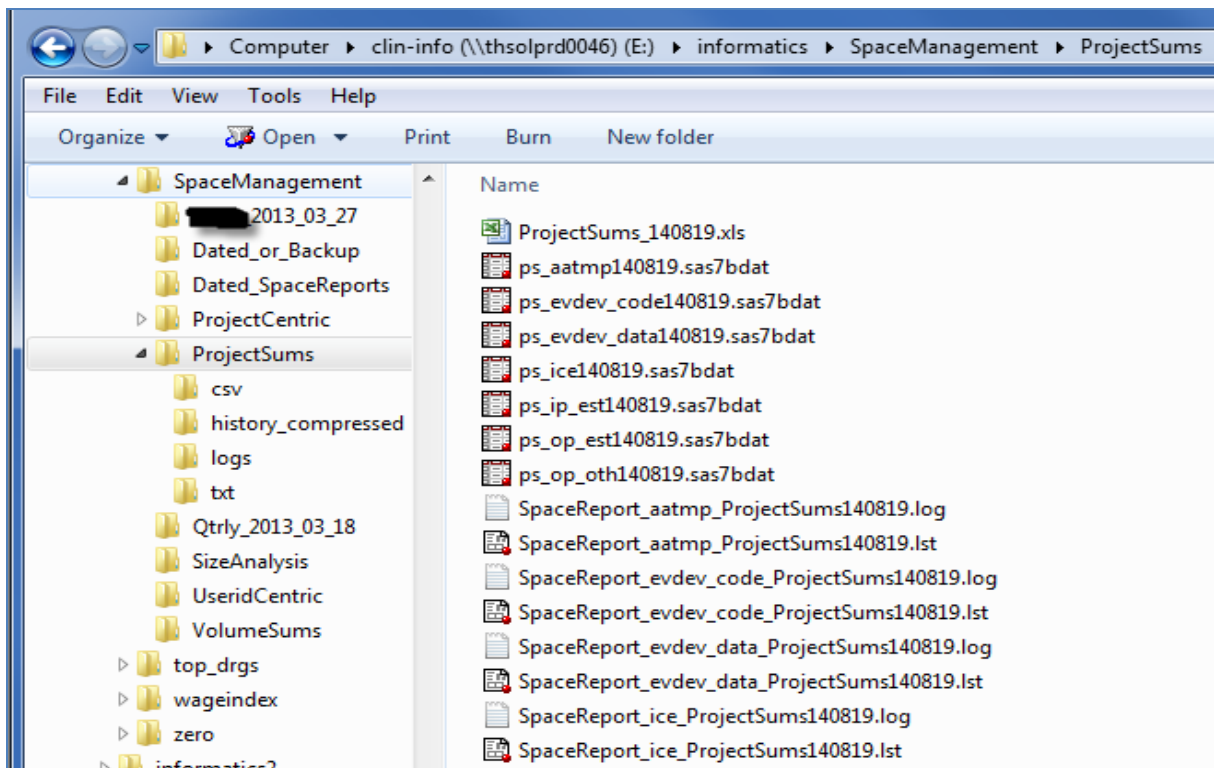 Computer ▸ clin-info (\\thsolprd0046) (E:) ▸ informatics ▸ SpaceManagement ▸ ProjectSums
File Edit View Tools Help
Organize Open Print Burn New folder
SpaceManagement
_2013_03_27
Dated_or_Backup
Dated_SpaceReports
ProjectCentric
ProjectSums
csv
history_compressed
logs
txt
Qtrly_2013_03_18
SizeAnalysis
UseridCentric
VolumeSums
top_drgs
wageindex
zero
informatics2
Name
ProjectSums_140819.xls
ps_aatmp140819.sas7bdat
ps_evdev_code140819.sas7bdat
ps_evdev_data140819.sas7bdat
ps_ice140819.sas7bdat
ps_ip_est140819.sas7bdat
ps_op_est140819.sas7bdat
ps_op_oth140819.sas7bdat
SpaceReport_aatmp_ProjectSums140819.log
SpaceReport_aatmp_ProjectSums140819.lst
SpaceReport_evdev_code_ProjectSums140819.log
SpaceReport_evdev_code_ProjectSums140819.lst
SpaceReport_evdev_data_ProjectSums140819.log
SpaceReport_evdev_data_ProjectSums140819.lst
SpaceReport_ice_ProjectSums140819.log
SpaceReport_ice_ProjectSums140819.lst